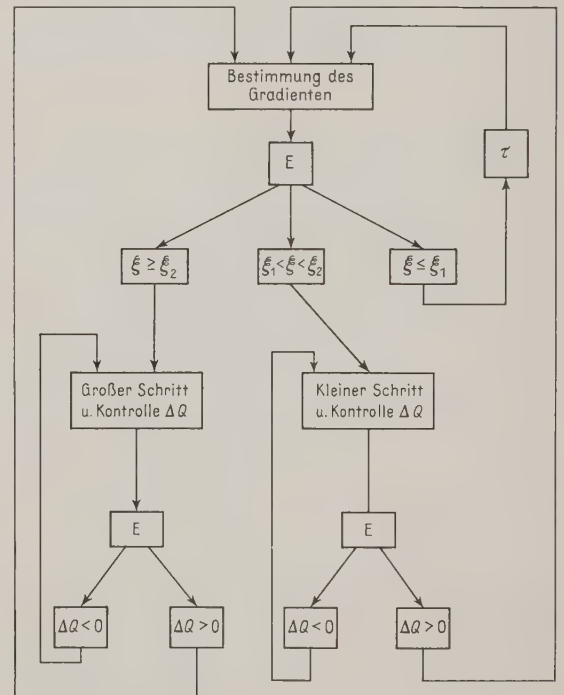 Bestimmung des
Gradienten
E
τ
ξ ≥ ξ₂
ξ₁ < ξ < ξ₂
ξ ≤ ξ₁
Großer Schritt
u. Kontrolle ΔQ
Kleiner Schritt
u. Kontrolle ΔQ
E
E
ΔQ < 0
ΔQ > 0
ΔQ < 0
ΔQ > 0